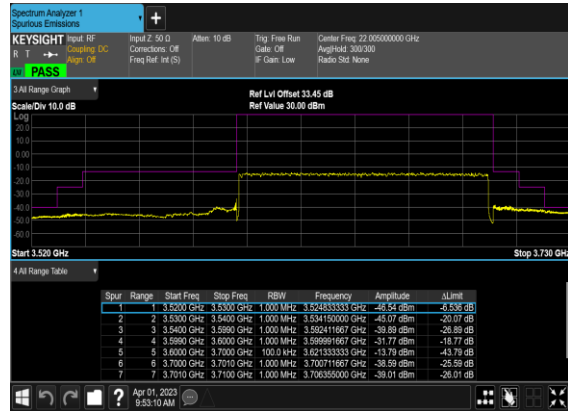 Spectrum Analyzer 1
Spurious Emissions
KEYSIGHT Input: RF Input Z: 50 Ω Atten: 10 dB Trig: Free Run Center Freq: 22.005000000 GHz
R T Coupling: DC Corrections: Off Gate: Off Avg|Hold: 300/300
Align: Off Freq Ref: Int (S) IF Gain: Low Radio Std: None
PASS
3 All Range Graph Ref Lvl Offset 33.45 dB
Scale/Div 10.0 dB Ref Value 30.00 dBm
Log
20.0
10.0
0.00
-10.0
-20.0
-30.0
-40.0
-50.0
-60.0
Start 3.520 GHz Stop 3.730 GHz
4 All Range Table
Spur Range Start Freq Stop Freq RBW Frequency Amplitude ΔLimit
1 1 3.5200 GHz 3.5300 GHz 1.000 MHz 3.524833333 GHz -46.54 dBm -6.536 dB
2 2 3.5300 GHz 3.5400 GHz 1.000 MHz 3.534150000 GHz -45.07 dBm -20.07 dB
3 3 3.5400 GHz 3.5990 GHz 1.000 MHz 3.592411667 GHz -39.89 dBm -26.89 dB
4 4 3.5990 GHz 3.6000 GHz 1.000 MHz 3.599991667 GHz -31.77 dBm -18.77 dB
5 5 3.6000 GHz 3.7000 GHz 100.0 kHz 3.621333333 GHz -13.79 dBm -43.79 dB
6 6 3.7000 GHz 3.7010 GHz 1.000 MHz 3.700711667 GHz -38.59 dBm -25.59 dB
7 7 3.7010 GHz 3.7100 GHz 1.000 MHz 3.706355000 GHz -39.01 dBm -26.01 dB
? Apr 01, 2023
9:53:10 AM